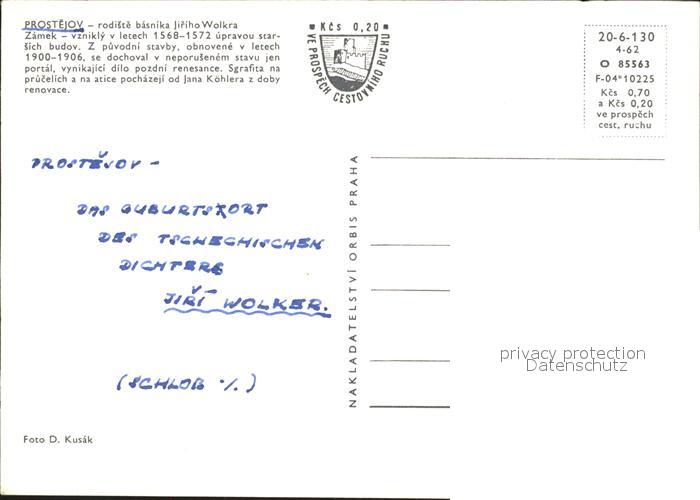 PROSTĚJOV – rodiště básníka Jiřího Wolkra
Zámek – vzniklý v letech 1568–1572 úpravou star-
ších budov. Z původní stavby, obnovené v letech
1900–1906, se dochoval v neporušeném stavu jen
portál, vynikající dílo pozdní renesance. Sgrafita na
průčelích a na atice pocházejí od Jana Köhlera z doby
renovace.
Kčs 0,20
VE PROSPĚCH CESTOVNÍHO RUCHU
20-6-130
4-62
O 85563
F-04*10225
Kčs 0,70
a Kčs 0,20
ve prospěch
cest. ruchu
PROSTĚJOV –
DAS GUBURTSORT
DES TSCHECHISCHEN
DICHTERS
JIŘÍ WOLKER.
(SCHLOß ·/.)
NAKLADATELSTVÍ ORBIS PRAHA
privacy protection
Datenschutz
Foto D. Kusák